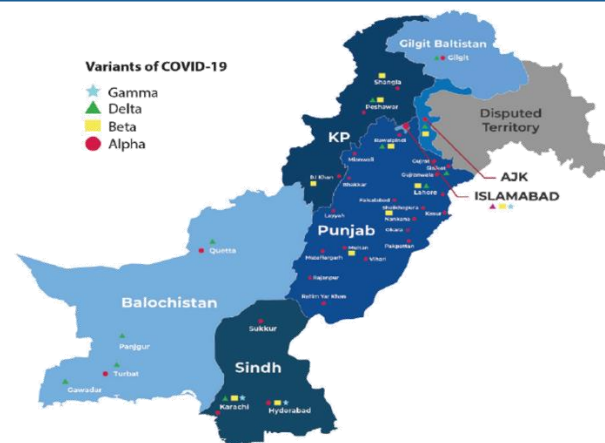 Variants of COVID-19
Gamma
Delta
Beta
Alpha
Gilgit Baltistan
Gilgit
Shangla
Peshawar
Disputed
Territory
KP
Rawalpindi
Mianwali
AJK
ISLAMABAD
Gujrat
Sialkot
Gujranwala
DI Khan
Bhakkar
Lahore
Faisalabad
Sheikhupura
Layyah
Nankana
Kasur
Punjab
Okara
Pakpattan
Multan
Muzaffargarh
Vihari
Quetta
Rajanpur
Balochistan
Rahim Yar Khan
Sukkur
Panjgur
Sindh
Turbat
Gawadar
Karachi
Hyderabad